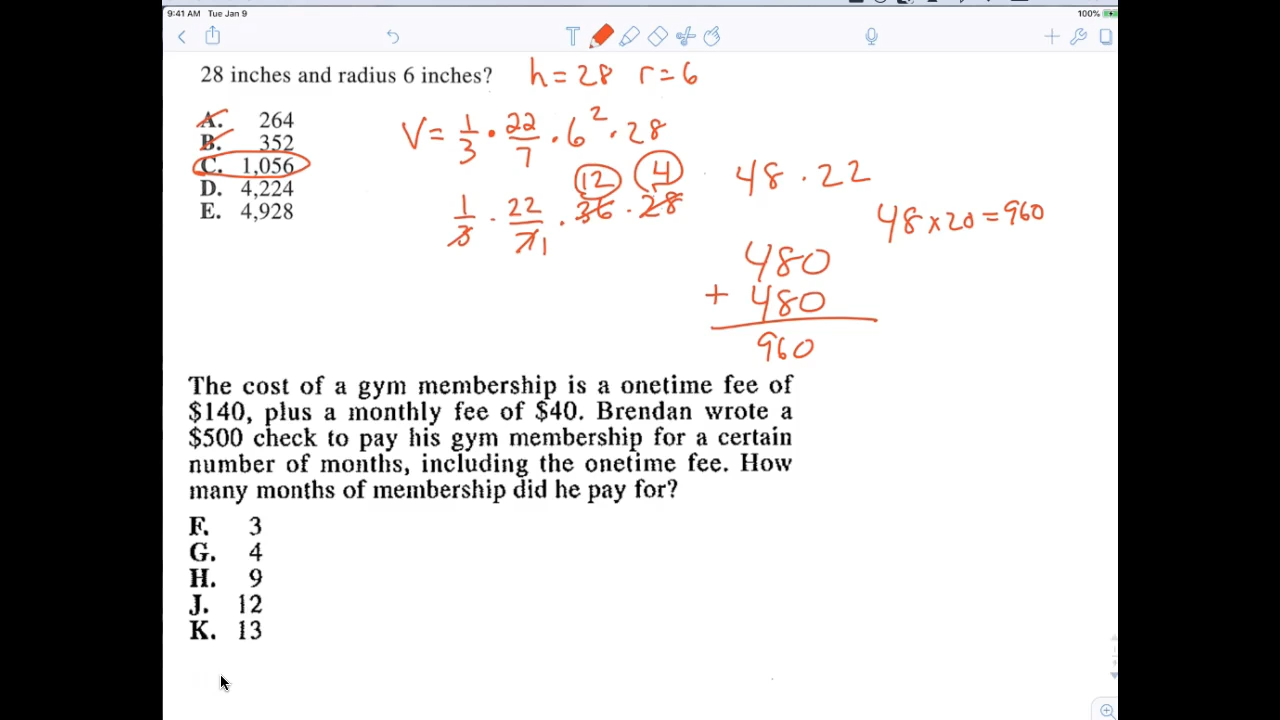 9:41 AM Tue Jan 9 100%
T
28 inches and radius 6 inches? h = 28 r = 6
A. 264
B. 352
C. 1,056
D. 4,224
E. 4,928
V = 1/3 • 22/7 · 6² · 28
12 4
1/3 · 22/7 1 · 36 · 28
48 · 22
48 x 20 = 960
480
+ 480
960
The cost of a gym membership is a onetime fee of
$140, plus a monthly fee of $40. Brendan wrote a
$500 check to pay his gym membership for a certain
number of months, including the onetime fee. How
many months of membership did he pay for?
F. 3
G. 4
H. 9
J. 12
K. 13